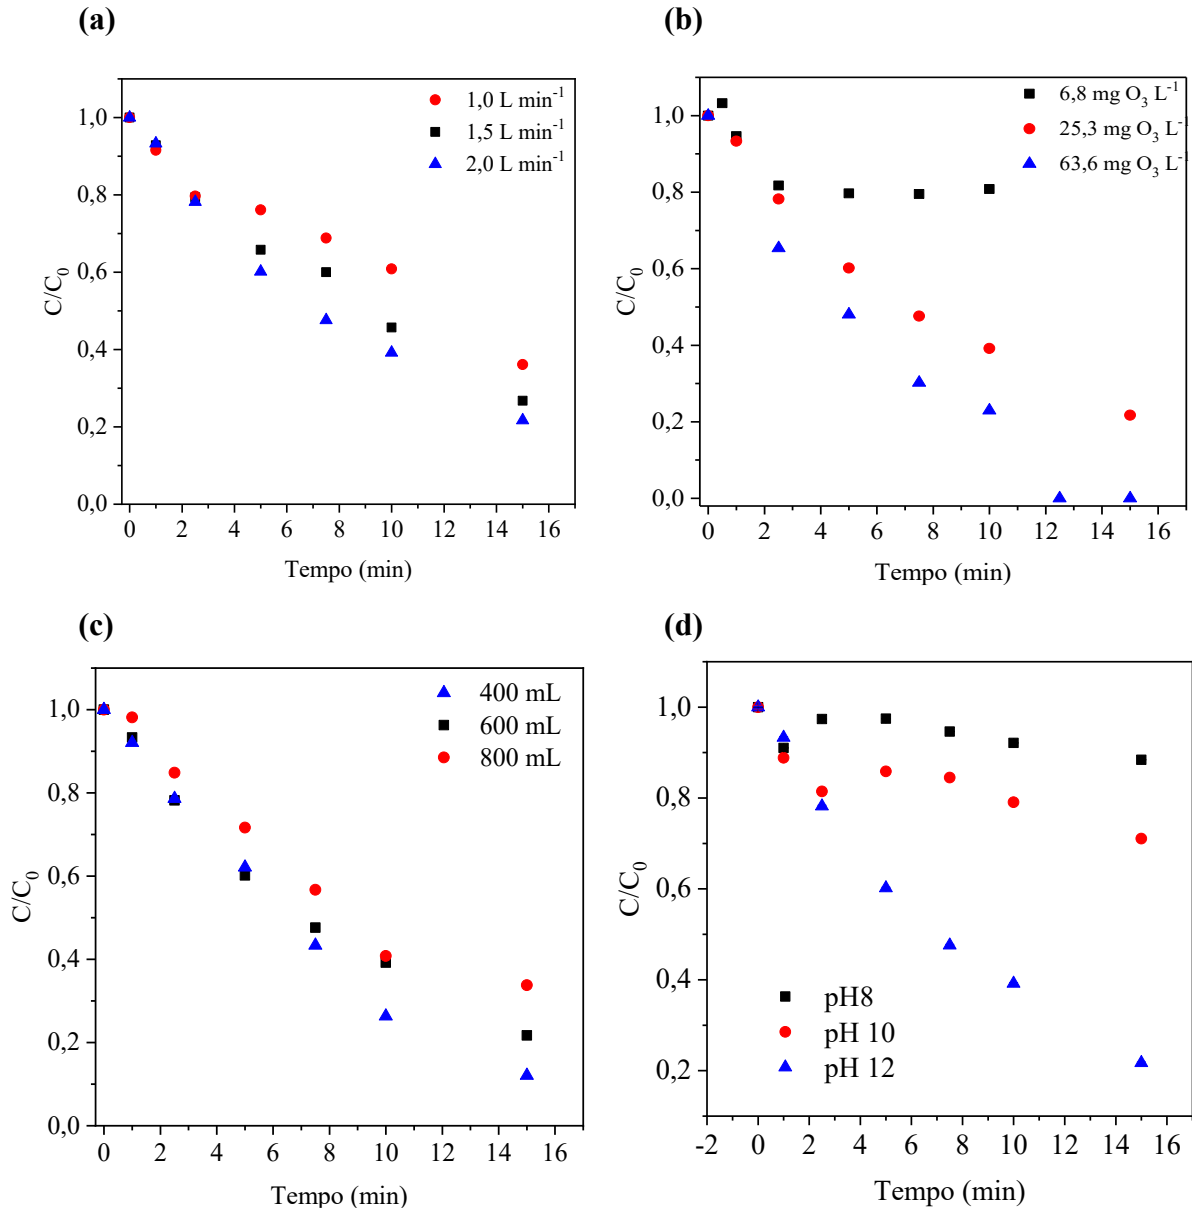 (a)
1,0 L min⁻¹
1,5 L min⁻¹
2,0 L min⁻¹
1,0
0,8
0,6
0,4
0,2
0,0
C/C₀
0 2 4 6 8 10 12 14 16
Tempo (min)
(b)
6,8 mg O₃ L⁻¹
25,3 mg O₃ L⁻¹
63,6 mg O₃ L⁻¹
1,0
0,8
0,6
0,4
0,2
0,0
C/C₀
0 2 4 6 8 10 12 14 16
Tempo (min)
(c)
400 mL
600 mL
800 mL
1,0
0,8
0,6
0,4
0,2
0,0
C/C₀
0 2 4 6 8 10 12 14 16
Tempo (min)
(d)
1,0
0,8
0,6
0,4
0,2
C/C₀
pH8
pH 10
pH 12
-2 0 2 4 6 8 10 12 14 16
Tempo (min)